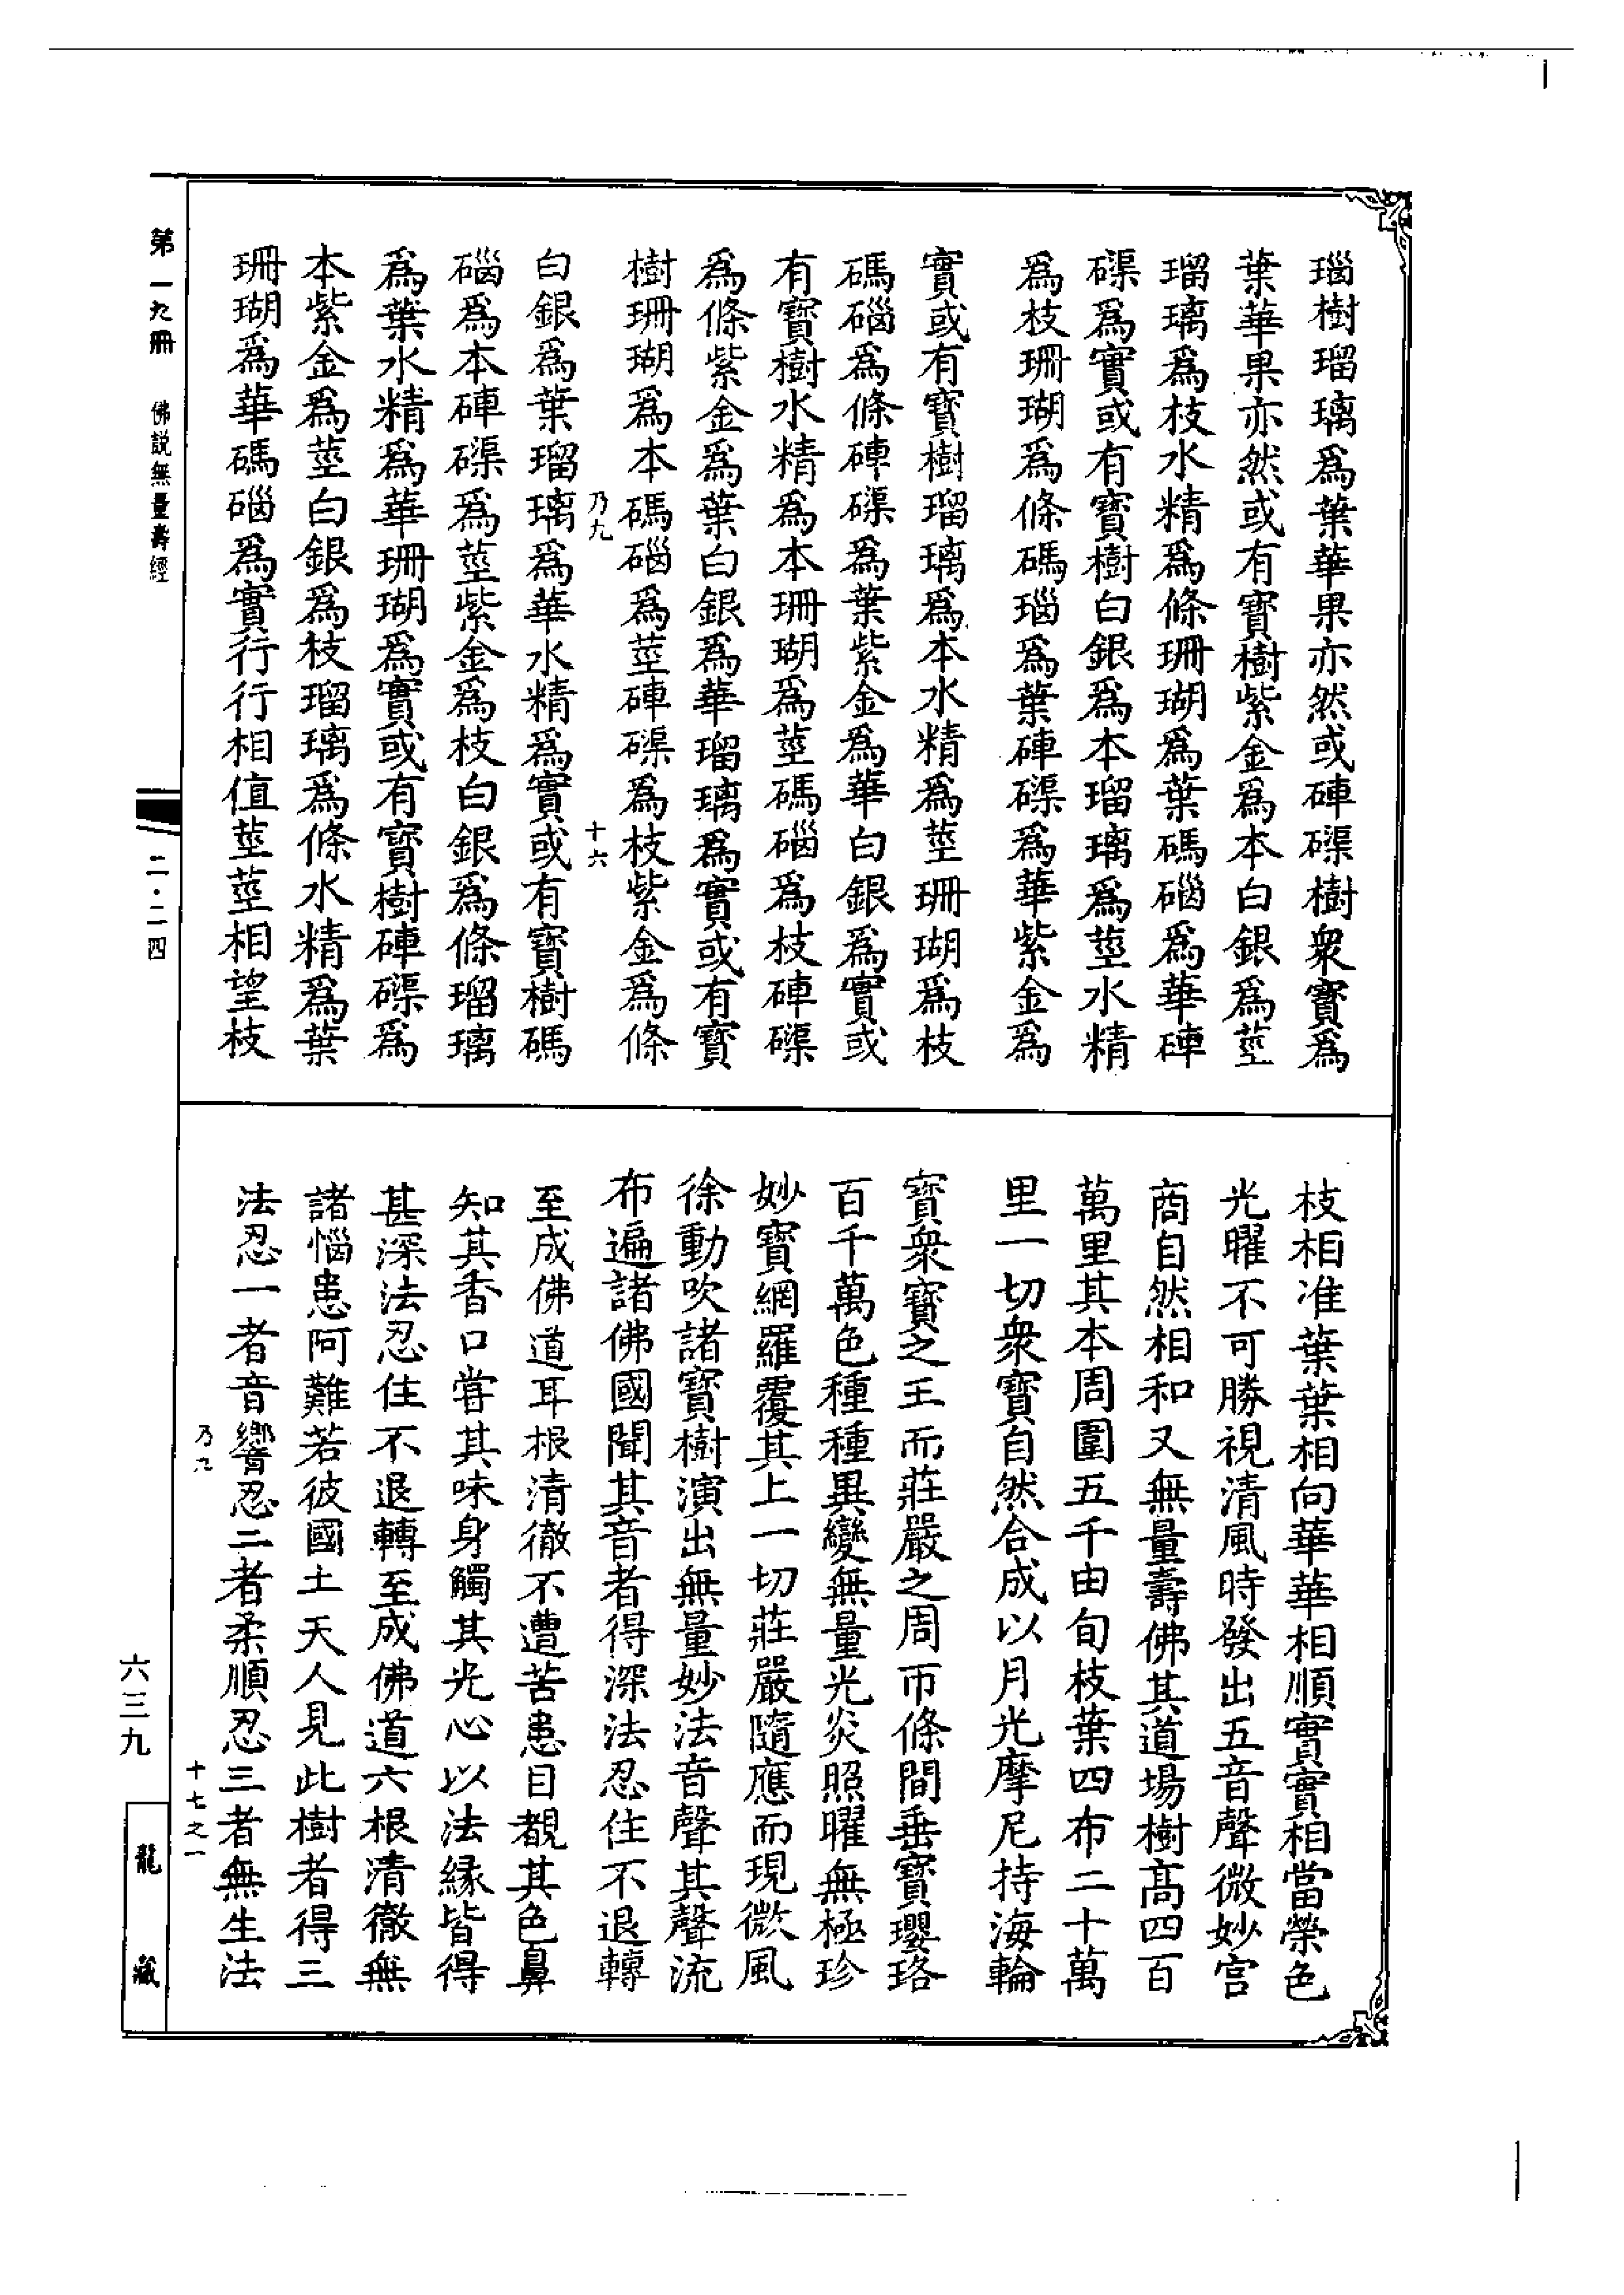 瑙樹瑠璃爲葉華果亦然或硨磲樹衆寳爲
葉華果亦然或有寳樹紫金爲本白銀爲莖
瑠璃爲枝水精爲條珊瑚爲葉碼碯爲華硨
磲爲實或有寳樹白銀爲本瑠璃爲莖水精
爲枝珊瑚爲條碼瑙爲葉硨磲爲華紫金爲
實或有寳樹瑠璃爲本水精爲莖珊瑚爲枝
碼碯爲條硨磲爲葉紫金爲華白銀爲實或
有寳樹水精爲本珊瑚爲莖碼碯爲枝硨磲
爲條紫金爲葉白銀爲華瑠璃爲實或有寳
樹珊瑚爲本碼碯爲莖硨磲爲枝紫金爲條
乃九 十六
白銀爲葉瑠璃爲華水精爲實或有寳樹碼
碯爲本硨磲爲莖紫金爲枝白銀爲條瑠璃
爲葉水精爲華珊瑚爲實或有寳樹硨磲爲
本紫金爲莖白銀爲枝瑠璃爲條水精爲葉
珊瑚爲華碼碯爲實行行相值莖莖相望枝
枝相准葉葉相向華華相順實實相當榮色
光曜不可勝視清風時發出五音聲微妙宫
商自然相和又無量壽佛其道場樹高四百
萬里其本周圍五千由旬枝葉四布二十萬
里一切衆寳自然合成以月光摩尼持海輪
寳衆寳之王而莊嚴之周帀條間垂寳瓔珞
百千萬色種種異變無量光炎照曜無極珍
妙寳網羅覆其上一切莊嚴隨應而現微風
徐動吹諸寳樹演出無量妙法音聲其聲流
布遍諸佛國聞其音者得深法忍住不退轉
至成佛道耳根清徹不遭苦患目覩其色鼻
知其香口嘗其味身觸其光心以法緣皆得
甚深法忍住不退轉至成佛道六根清徹無
諸惱患阿難若彼國土天人見此樹者得三
法忍一者音響忍二者柔順忍三者無生法
乃九 十七之一
第一九冊 佛説無量壽經 二·二四
六三九 龍藏